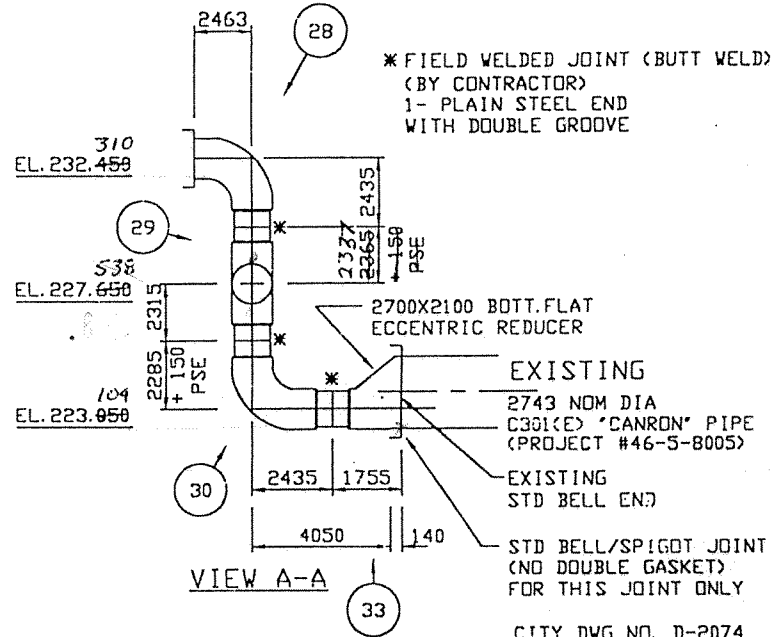 2463
28
* FIELD WELDED JOINT (BUTT WELD)
(BY CONTRACTOR)
1- PLAIN STEEL END
WITH DOUBLE GROOVE
310
EL. 232.450
29
2435
2337
2365
+ 150
PSE
538
EL. 227.650
2315
2285
+ 150
PSE
104
EL. 223.050
2700X2100 BOTT.FLAT
ECCENTRIC REDUCER
EXISTING
2743 NOM DIA
C301(E) "CANRON" PIPE
(PROJECT #46-5-8005)
EXISTING
STD BELL END
30
2435
1755
4050
140
STD BELL/SPIGOT JOINT
(NO DOUBLE GASKET)
FOR THIS JOINT ONLY
VIEW A-A
33
CITY DWG NO. D-2074